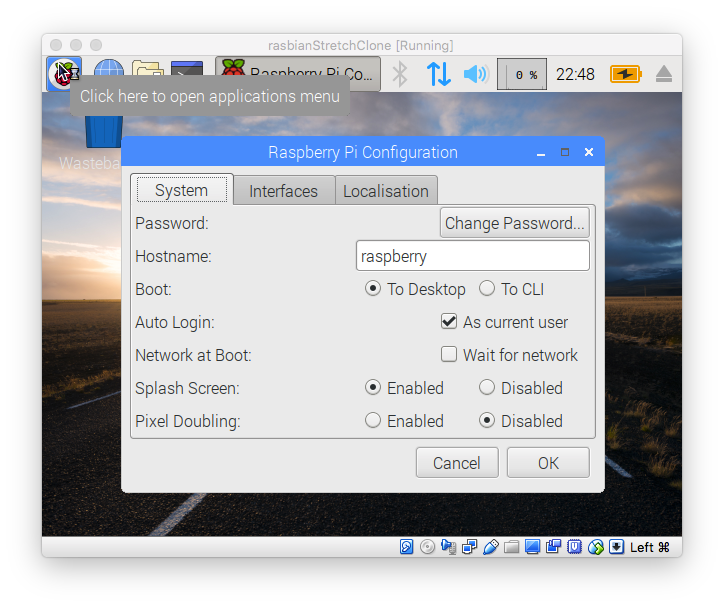 rasbianStretchClone [Running]
Raspberry Pi Co...
0 %
22:48
Click here to open applications menu
Wasteba
Raspberry Pi Configuration
System
Interfaces
Localisation
Password:
Change Password...
Hostname:
raspberry
Boot:
To Desktop
To CLI
Auto Login:
As current user
Network at Boot:
Wait for network
Splash Screen:
Enabled
Disabled
Pixel Doubling:
Enabled
Disabled
Cancel
OK
Left ⌘